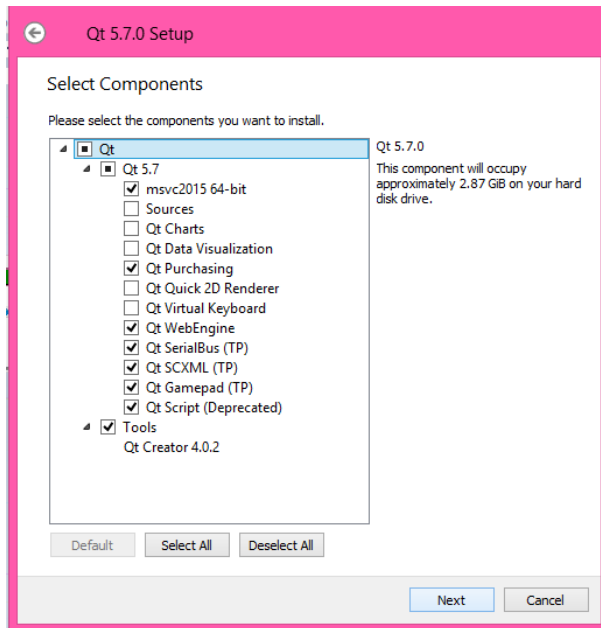 Qt 5.7.0 Setup
Select Components
Please select the components you want to install.
Qt
Qt 5.7
msvc2015 64-bit
Sources
Qt Charts
Qt Data Visualization
Qt Purchasing
Qt Quick 2D Renderer
Qt Virtual Keyboard
Qt WebEngine
Qt SerialBus (TP)
Qt SCXML (TP)
Qt Gamepad (TP)
Qt Script (Deprecated)
Tools
Qt Creator 4.0.2
Qt 5.7.0
This component will occupy
approximately 2.87 GiB on your hard
disk drive.
Default
Select All
Deselect All
Next
Cancel